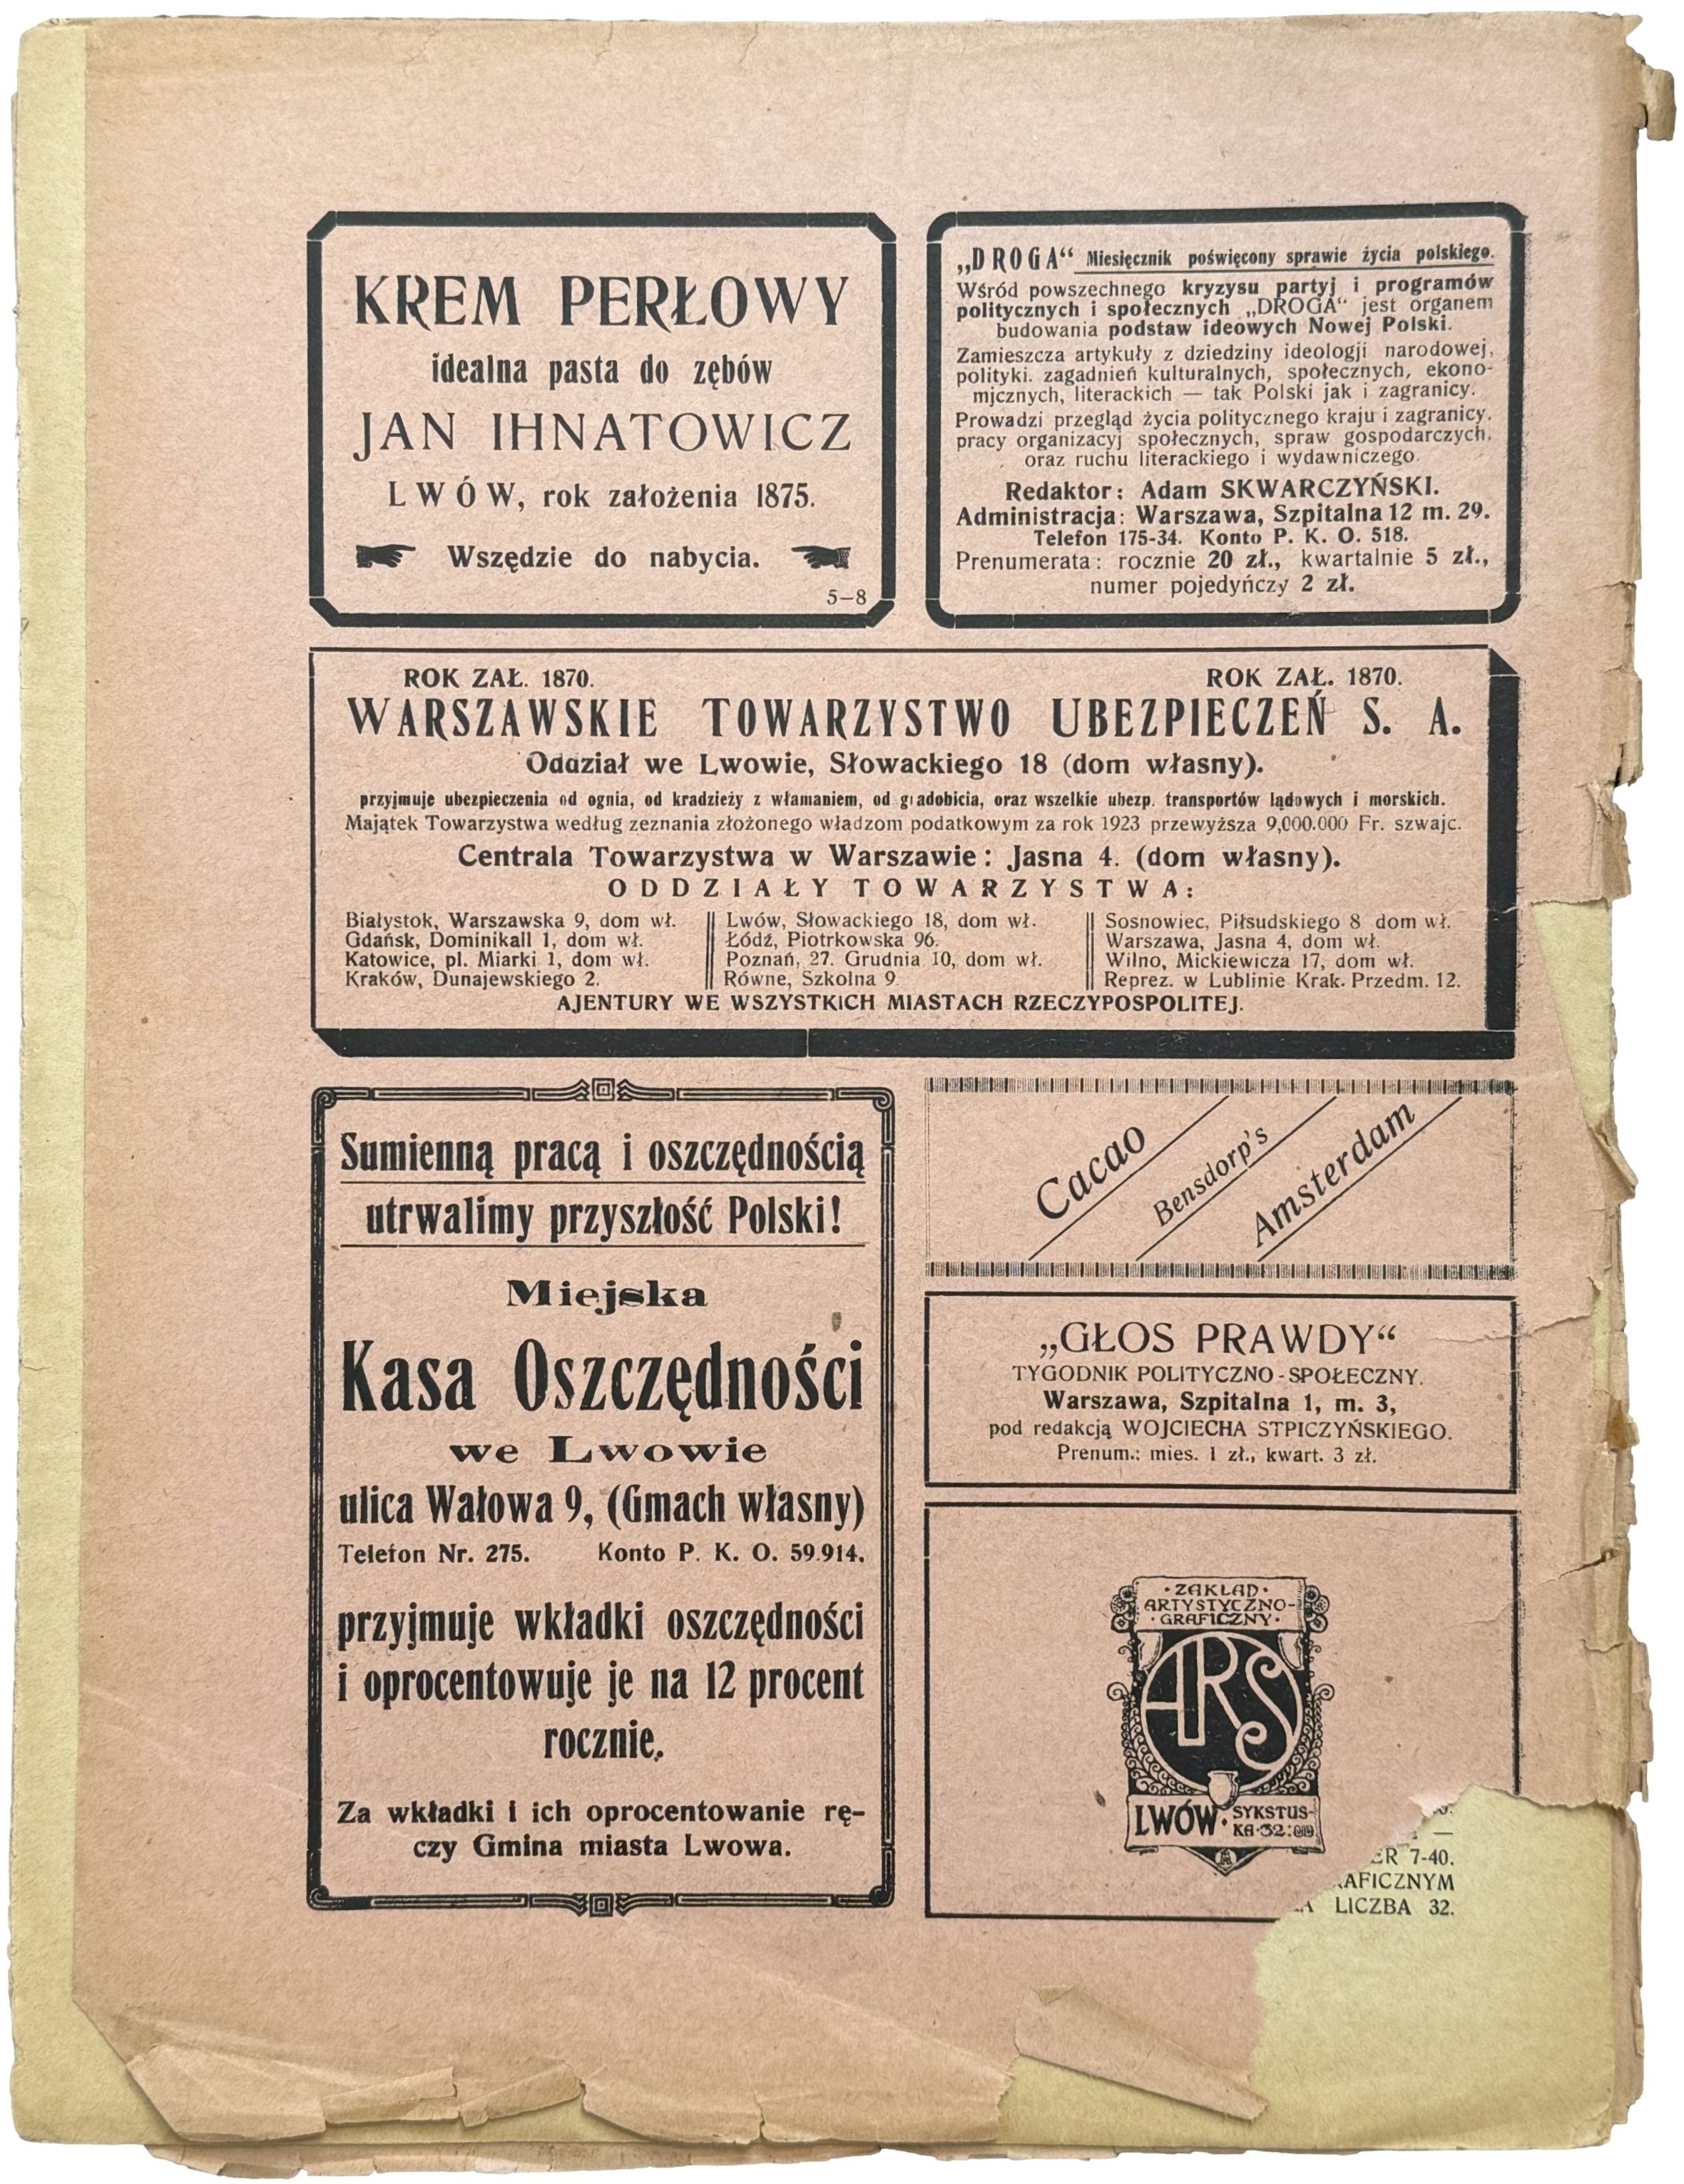 KREM PERŁOWY
idealna pasta do zębów
JAN IHNATOWICZ
LWÓW, rok założenia 1875.
Wszędzie do nabycia.
5–8
„DROGA“ Miesięcznik poświęcony sprawie życia polskiego.
Wśród powszechnego kryzysu partyj i programów
politycznych i społecznych „DROGA“ jest organem
budowania podstaw ideowych Nowej Polski.
Zamieszcza artykuły z dziedziny ideologji narodowej,
polityki. zagadnień kulturalnych, społecznych, ekono-
mjcznych, literackich — tak Polski jak i zagranicy.
Prowadzi przegląd życia politycznego kraju i zagranicy,
pracy organizacyj społecznych, spraw gospodarczych,
oraz ruchu literackiego i wydawniczego.
Redaktor: Adam SKWARCZYŃSKI.
Administracja: Warszawa, Szpitalna 12 m. 29.
Telefon 175-34. Konto P. K. O. 518.
Prenumerata: rocznie 20 zł., kwartalnie 5 zł.,
numer pojedyńczy 2 zł.
ROK ZAŁ. 1870. ROK ZAŁ. 1870.
WARSZAWSKIE TOWARZYSTWO UBEZPIECZEŃ S. A.
Oddział we Lwowie, Słowackiego 18 (dom własny).
przyjmuje ubezpieczenia od ognia, od kradzieży z włamaniem, od gradobicia, oraz wszelkie ubezp. transportów lądowych i morskich.
Majątek Towarzystwa według zeznania złożonego władzom podatkowym za rok 1923 przewyższa 9,000.000 Fr. szwajc.
Centrala Towarzystwa w Warszawie: Jasna 4. (dom własny).
ODDZIAŁY TOWARZYSTWA:
Białystok, Warszawska 9, dom wł.
Gdańsk, Dominikall 1, dom wł.
Katowice, pl. Miarki 1, dom wł.
Kraków, Dunajewskiego 2.
Lwów, Słowackiego 18, dom wł.
Łódź, Piotrkowska 96.
Poznań, 27. Grudnia 10, dom wł.
Równe, Szkolna 9.
Sosnowiec, Piłsudskiego 8 dom wł.
Warszawa, Jasna 4, dom wł.
Wilno, Mickiewicza 17, dom wł.
Reprez. w Lublinie Krak. Przedm. 12.
AJENTURY WE WSZYSTKICH MIASTACH RZECZYPOSPOLITEJ.
Sumienną pracą i oszczędnością
utrwalimy przyszłość Polski!
Miejska
Kasa Oszczędności
we Lwowie
ulica Wałowa 9, (Gmach własny)
Telefon Nr. 275. Konto P. K. O. 59.914.
przyjmuje wkładki oszczędności
i oprocentowuje je na 12 procent
rocznie.
Za wkładki i ich oprocentowanie rę-
czy Gmina miasta Lwowa.
Cacao
Bensdorp's
Amsterdam
„GŁOS PRAWDY“
TYGODNIK POLITYCZNO-SPOŁECZNY.
Warszawa, Szpitalna 1, m. 3,
pod redakcją WOJCIECHA STPICZYŃSKIEGO.
Prenum.: mies. 1 zł., kwart. 3 zł.
·ZAKŁAD·
ARTYSTYCZNO-
·GRAFICZNY·
ARS
LWÓW· SYKSTUS-
KA·32:
ER 7-40.
RAFICZNYM
LICZBA 32.